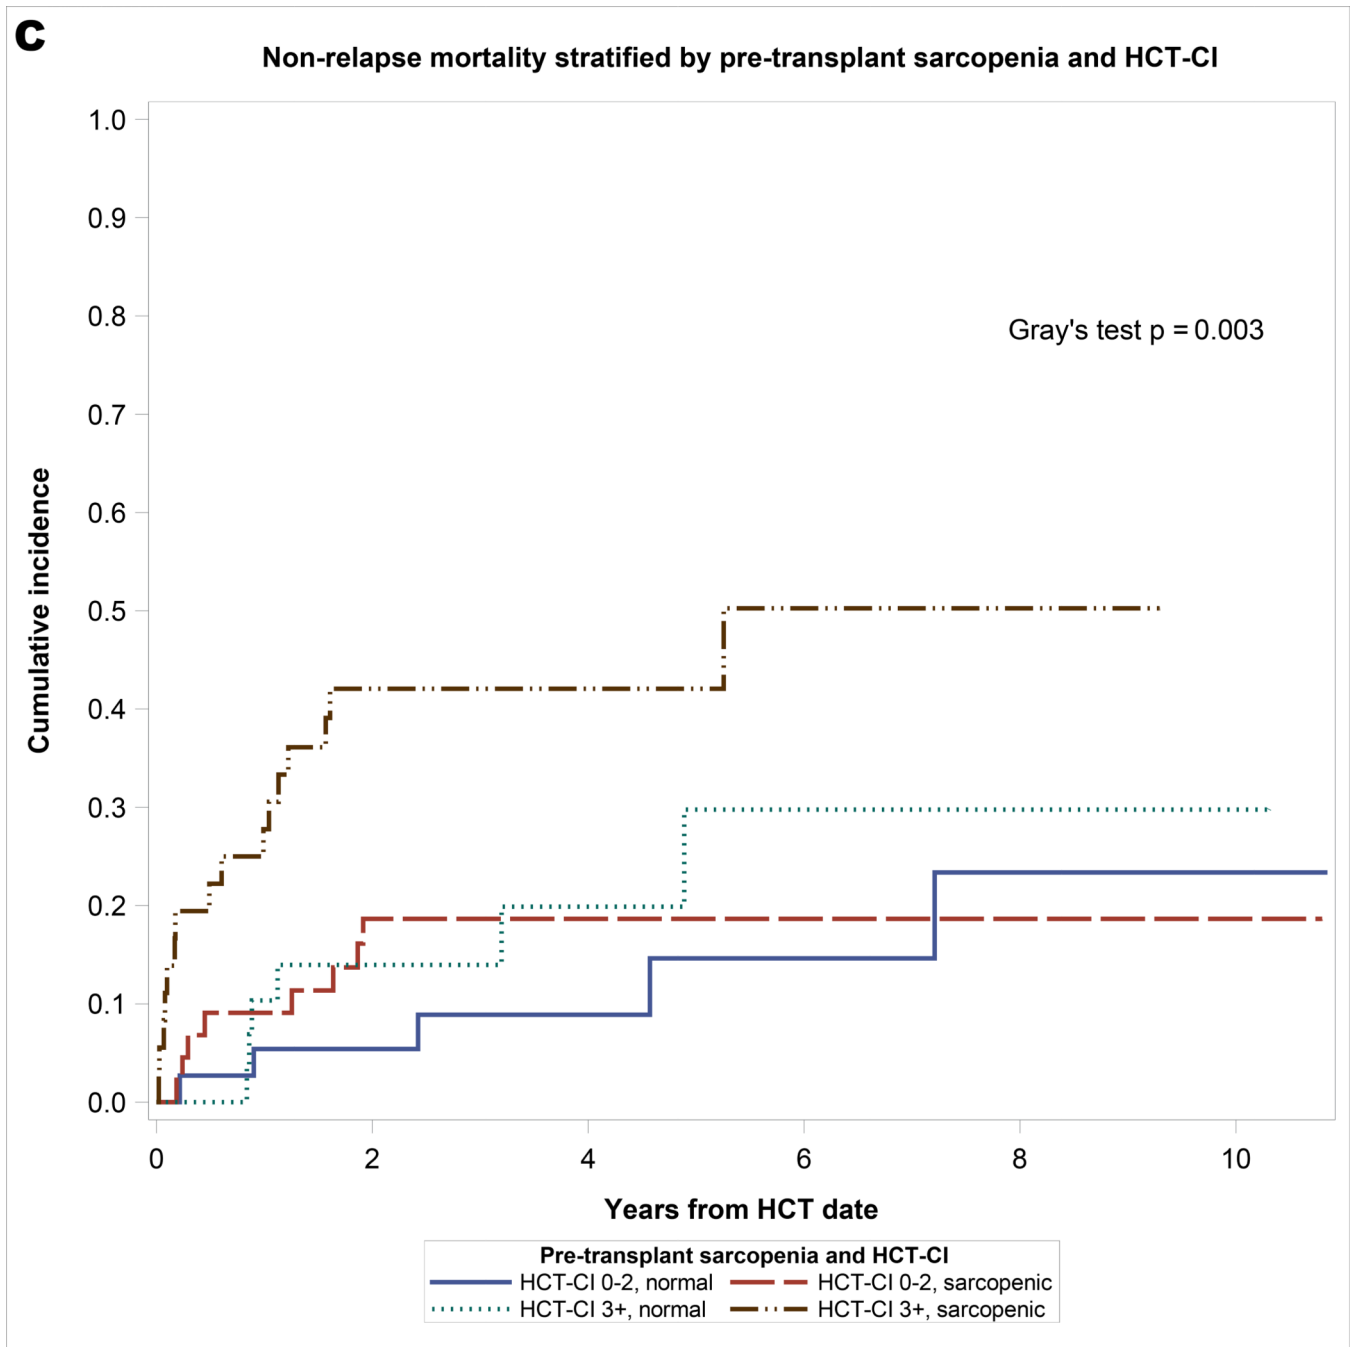 C
Non-relapse mortality stratified by pre-transplant sarcopenia and HCT-CI
1.0
0.9
0.8
Gray's test p = 0.003
0.7
0.6
0.5
0.4
0.3
0.2
0.1
0.0
Cumulative incidence
0 2 4 6 8 10
Years from HCT date
Pre-transplant sarcopenia and HCT-CI
HCT-CI 0-2, normal HCT-CI 0-2, sarcopenic
HCT-CI 3+, normal HCT-CI 3+, sarcopenic